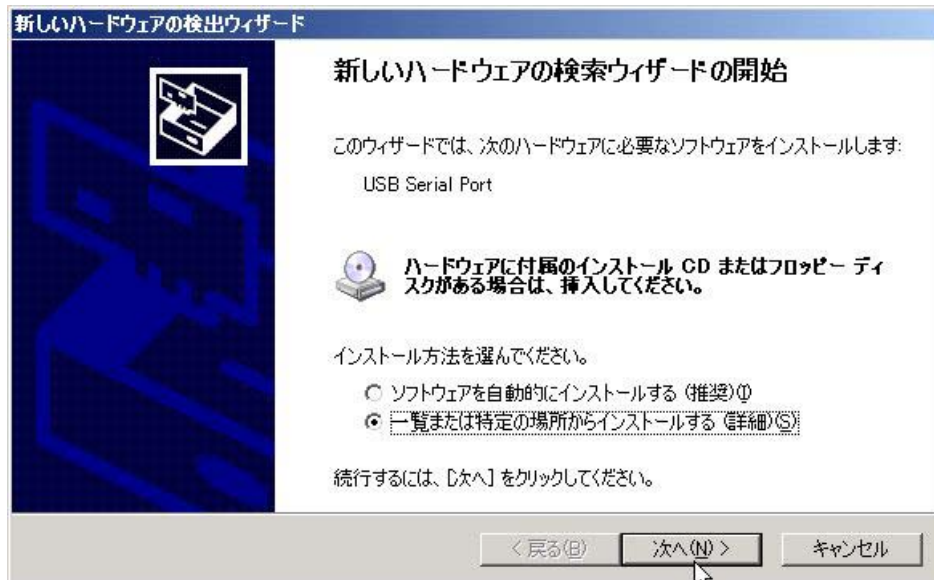 新しいハードウェアの検出ウィザード
新しいハードウェアの検索ウィザードの開始
このウィザードでは、次のハードウェアに必要なソフトウェアをインストールします:
USB Serial Port
ハードウェアに付属のインストール CD またはフロッピー ディ
スクがある場合は、挿入してください。
インストール方法を選んでください。
ソフトウェアを自動的にインストールする (推奨)(I)
一覧または特定の場所からインストールする (詳細)(S)
続行するには、[次へ] をクリックしてください。
< 戻る(B) 次へ(N) > キャンセル